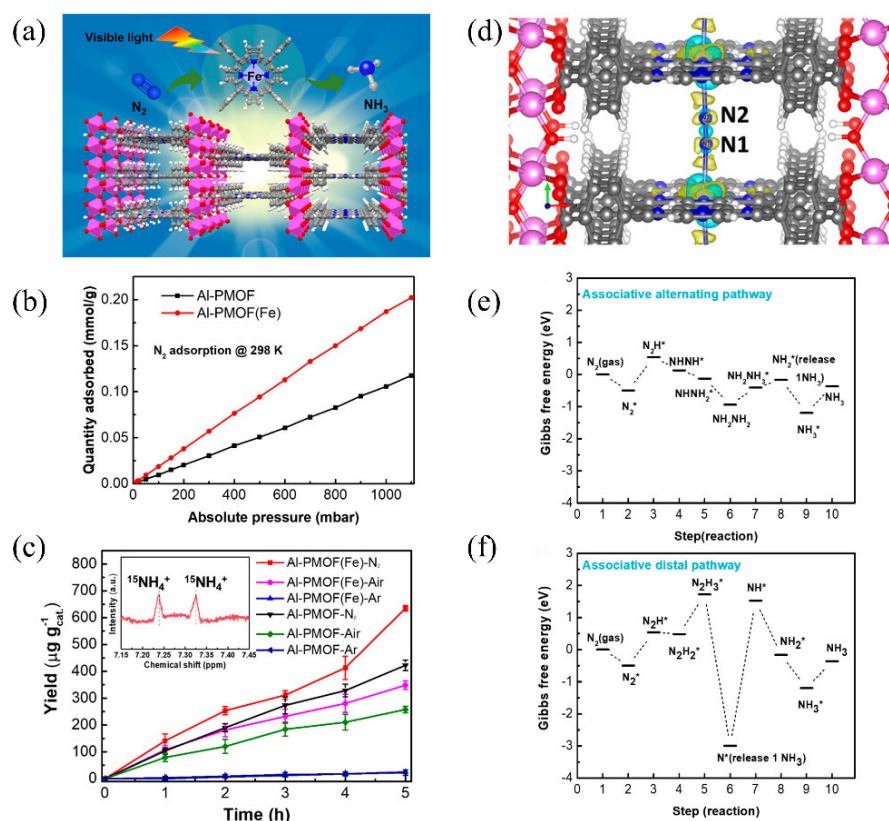 (a)
Visible light
Fe
N₂
NH₃
(b)
Al-PMOF
Al-PMOF(Fe)
N₂ adsorption @ 298 K
Quantity adsorbed (mmol/g)
0.20
0.15
0.10
0.05
0.00
0 200 400 600 800 1000
Absolute pressure (mbar)
(c)
Yield (μg g⁻¹cat.)
800
700
600
500
400
300
200
100
0
0 1 2 3 4 5
Time (h)
Al-PMOF(Fe)-N₂
Al-PMOF(Fe)-Air
Al-PMOF(Fe)-Ar
Al-PMOF-N₂
Al-PMOF-Air
Al-PMOF-Ar
¹⁵NH₄⁺ ¹⁵NH₄⁺
Intensity (a.u.)
7.15 7.20 7.25 7.30 7.35 7.40 7.45
Chemical shift (ppm)
(d)
N2
N1
(e)
Associative alternating pathway
Gibbs free energy (eV)
3
2
1
0
-1
-2
-3
-4
N₂(gas)
N₂*
N₂H*
NHNH*
NHNH₂*
NH₂NH₂
NH₂NH₃*
NH₂*(release
1NH₃)
NH₃*
NH₃
0 1 2 3 4 5 6 7 8 9 10
Step(reaction)
(f)
Associative distal pathway
Gibbs free energy (eV)
3
2
1
0
-1
-2
-3
-4
N₂(gas)
N₂*
N₂H*
N₂H₂*
N₂H₃*
N*(release 1 NH₃)
NH*
NH₂*
NH₃*
NH₃
0 1 2 3 4 5 6 7 8 9 10
Step (reaction)